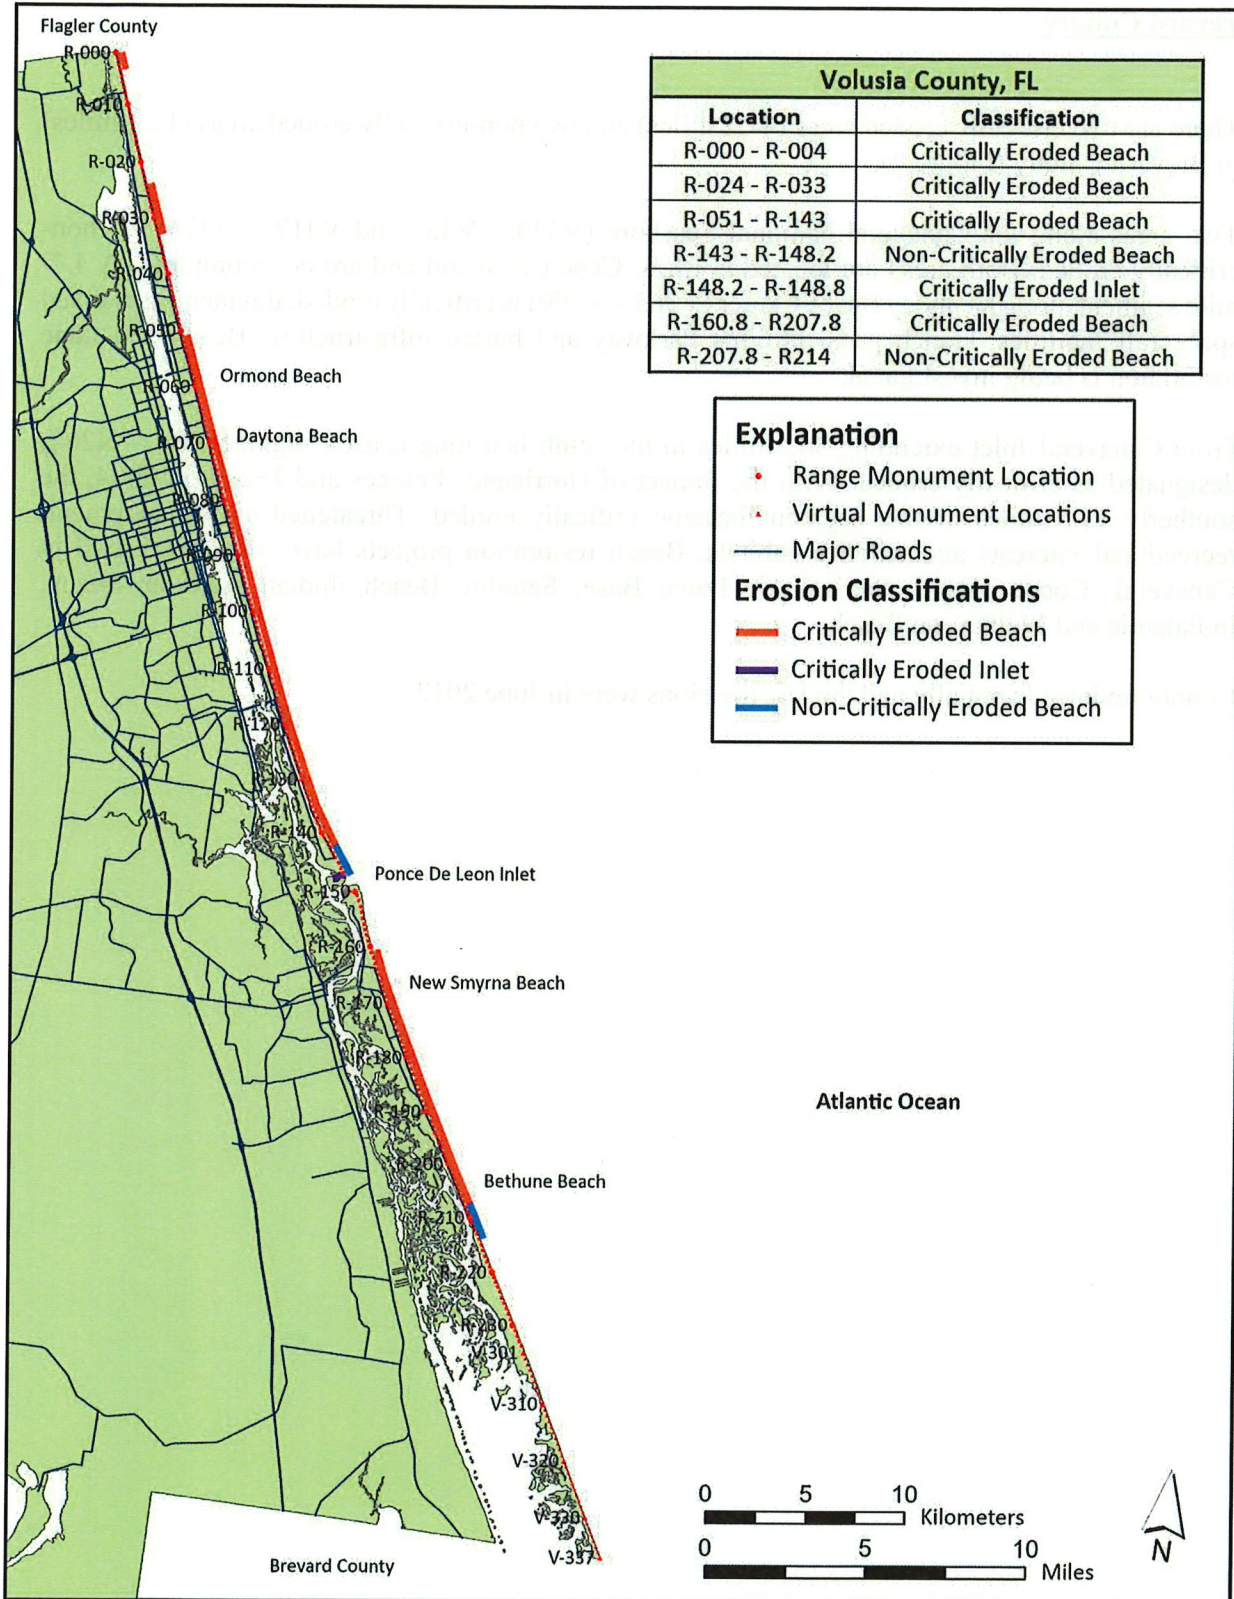 Flagler County
R-000
R-010
R-020
R-030
R-040
R-050
R-060
Ormond Beach
R-070
Daytona Beach
R-080
R-090
R-100
R-110
R-120
R-130
R-140
Ponce De Leon Inlet
R-150
R-160
New Smyrna Beach
R-170
R-180
R-190
R-200
Bethune Beach
R-210
R-220
R-230
V-301
V-310
V-320
V-330
V-337
Brevard County
Atlantic Ocean
Volusia County, FL
Location Classification
R-000 - R-004 Critically Eroded Beach
R-024 - R-033 Critically Eroded Beach
R-051 - R-143 Critically Eroded Beach
R-143 - R-148.2 Non-Critically Eroded Beach
R-148.2 - R-148.8 Critically Eroded Inlet
R-160.8 - R207.8 Critically Eroded Beach
R-207.8 - R214 Non-Critically Eroded Beach
Explanation
Range Monument Location
Virtual Monument Locations
Major Roads
Erosion Classifications
Critically Eroded Beach
Critically Eroded Inlet
Non-Critically Eroded Beach
0 5 10 Kilometers
0 5 10 Miles
N